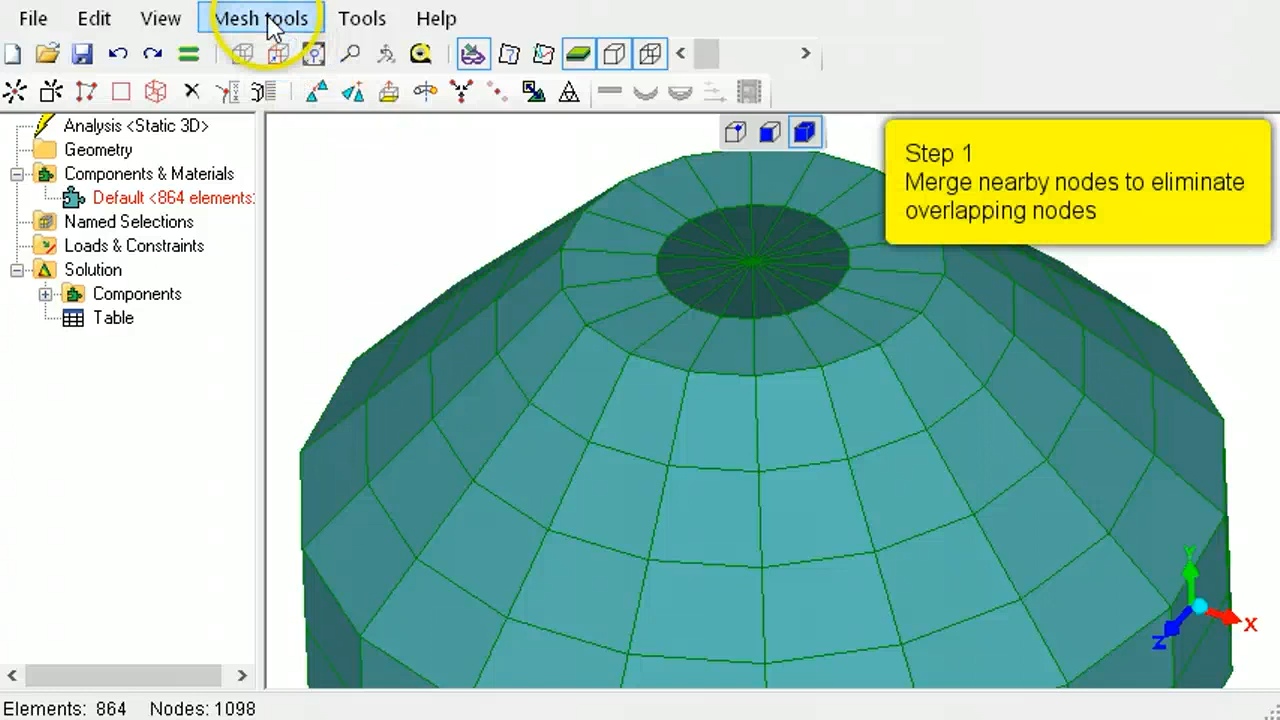 File Edit View Mesh tools Tools Help
Analysis <Static 3D>
Geometry
Components & Materials
Default <864 elements:
Named Selections
Loads & Constraints
Solution
Components
Table
Step 1
Merge nearby nodes to eliminate
overlapping nodes
Y
X
Z
Elements: 864 Nodes: 1098